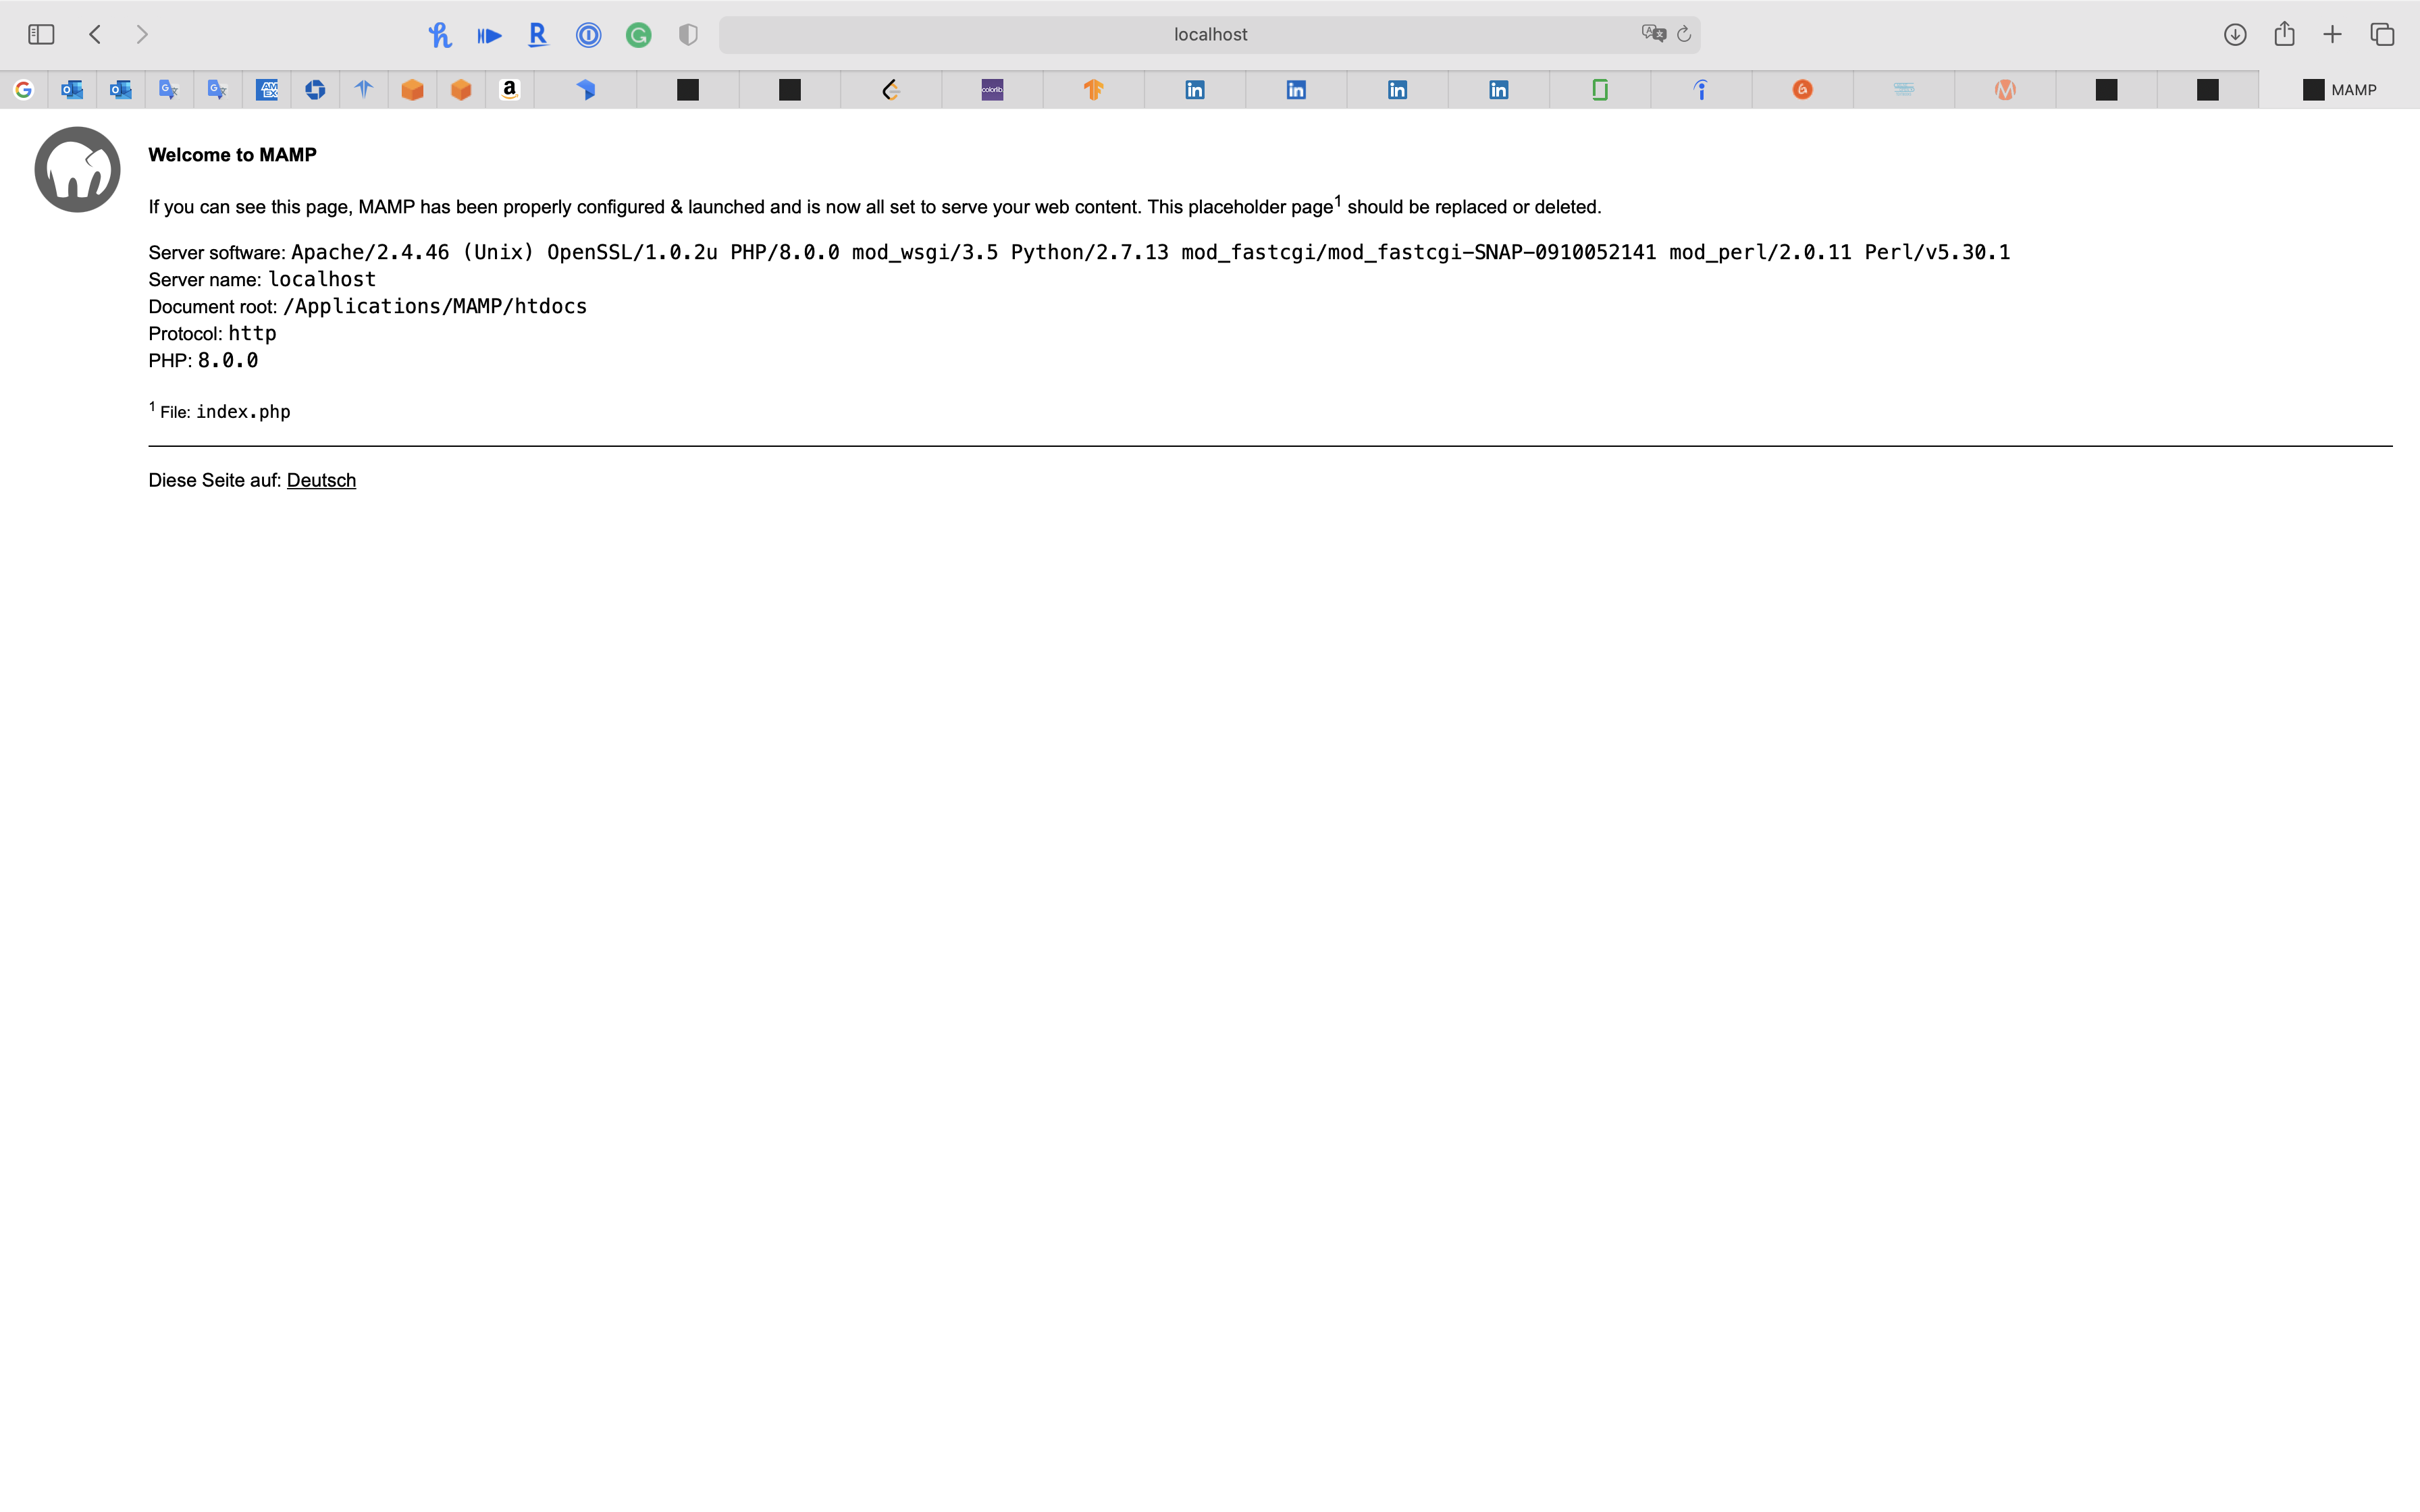 localhost
MAMP
Welcome to MAMP
If you can see this page, MAMP has been properly configured & launched and is now all set to serve your web content. This placeholder page1 should be replaced or deleted.
Server software: Apache/2.4.46 (Unix) OpenSSL/1.0.2u PHP/8.0.0 mod_wsgi/3.5 Python/2.7.13 mod_fastcgi/mod_fastcgi-SNAP-0910052141 mod_perl/2.0.11 Perl/v5.30.1
Server name: localhost
Document root: /Applications/MAMP/htdocs
Protocol: http
PHP: 8.0.0
1 File: index.php
Diese Seite auf: Deutsch